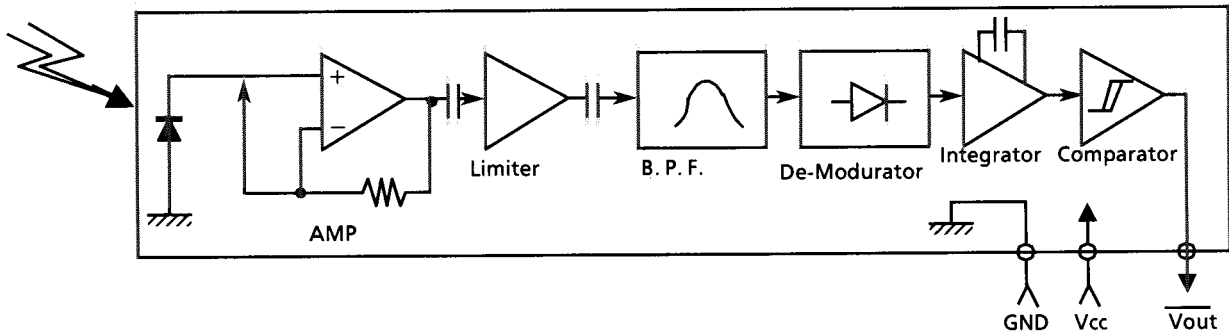 +
−
AMP
Limiter
B. P. F.
De-Modurator
Integrator
Comparator
GND
Vcc
Vout